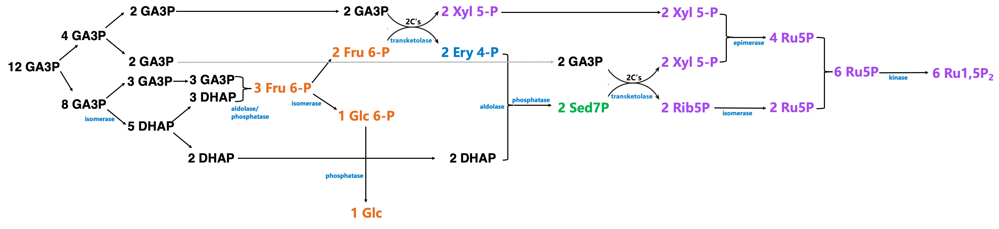 2 GA3P
2 GA3P
2 Xyl 5-P
2 Xyl 5-P
2C's
4 GA3P
transketolase
4 Ru5P
epimerase
2 Fru 6-P
2 Ery 4-P
12 GA3P
2 GA3P
2 GA3P
2 Xyl 5-P
3 GA3P
3 GA3P
3 Fru 6-P
2C's
6 Ru5P
kinase
6 Ru1,5P₂
3 DHAP
transketolase
8 GA3P
isomerase
aldolase/
phosphatase
isomerase
1 Glc 6-P
aldolase
phosphatase
2 Sed7P
2 Rib5P
isomerase
2 Ru5P
5 DHAP
2 DHAP
2 DHAP
phosphatase
1 Glc